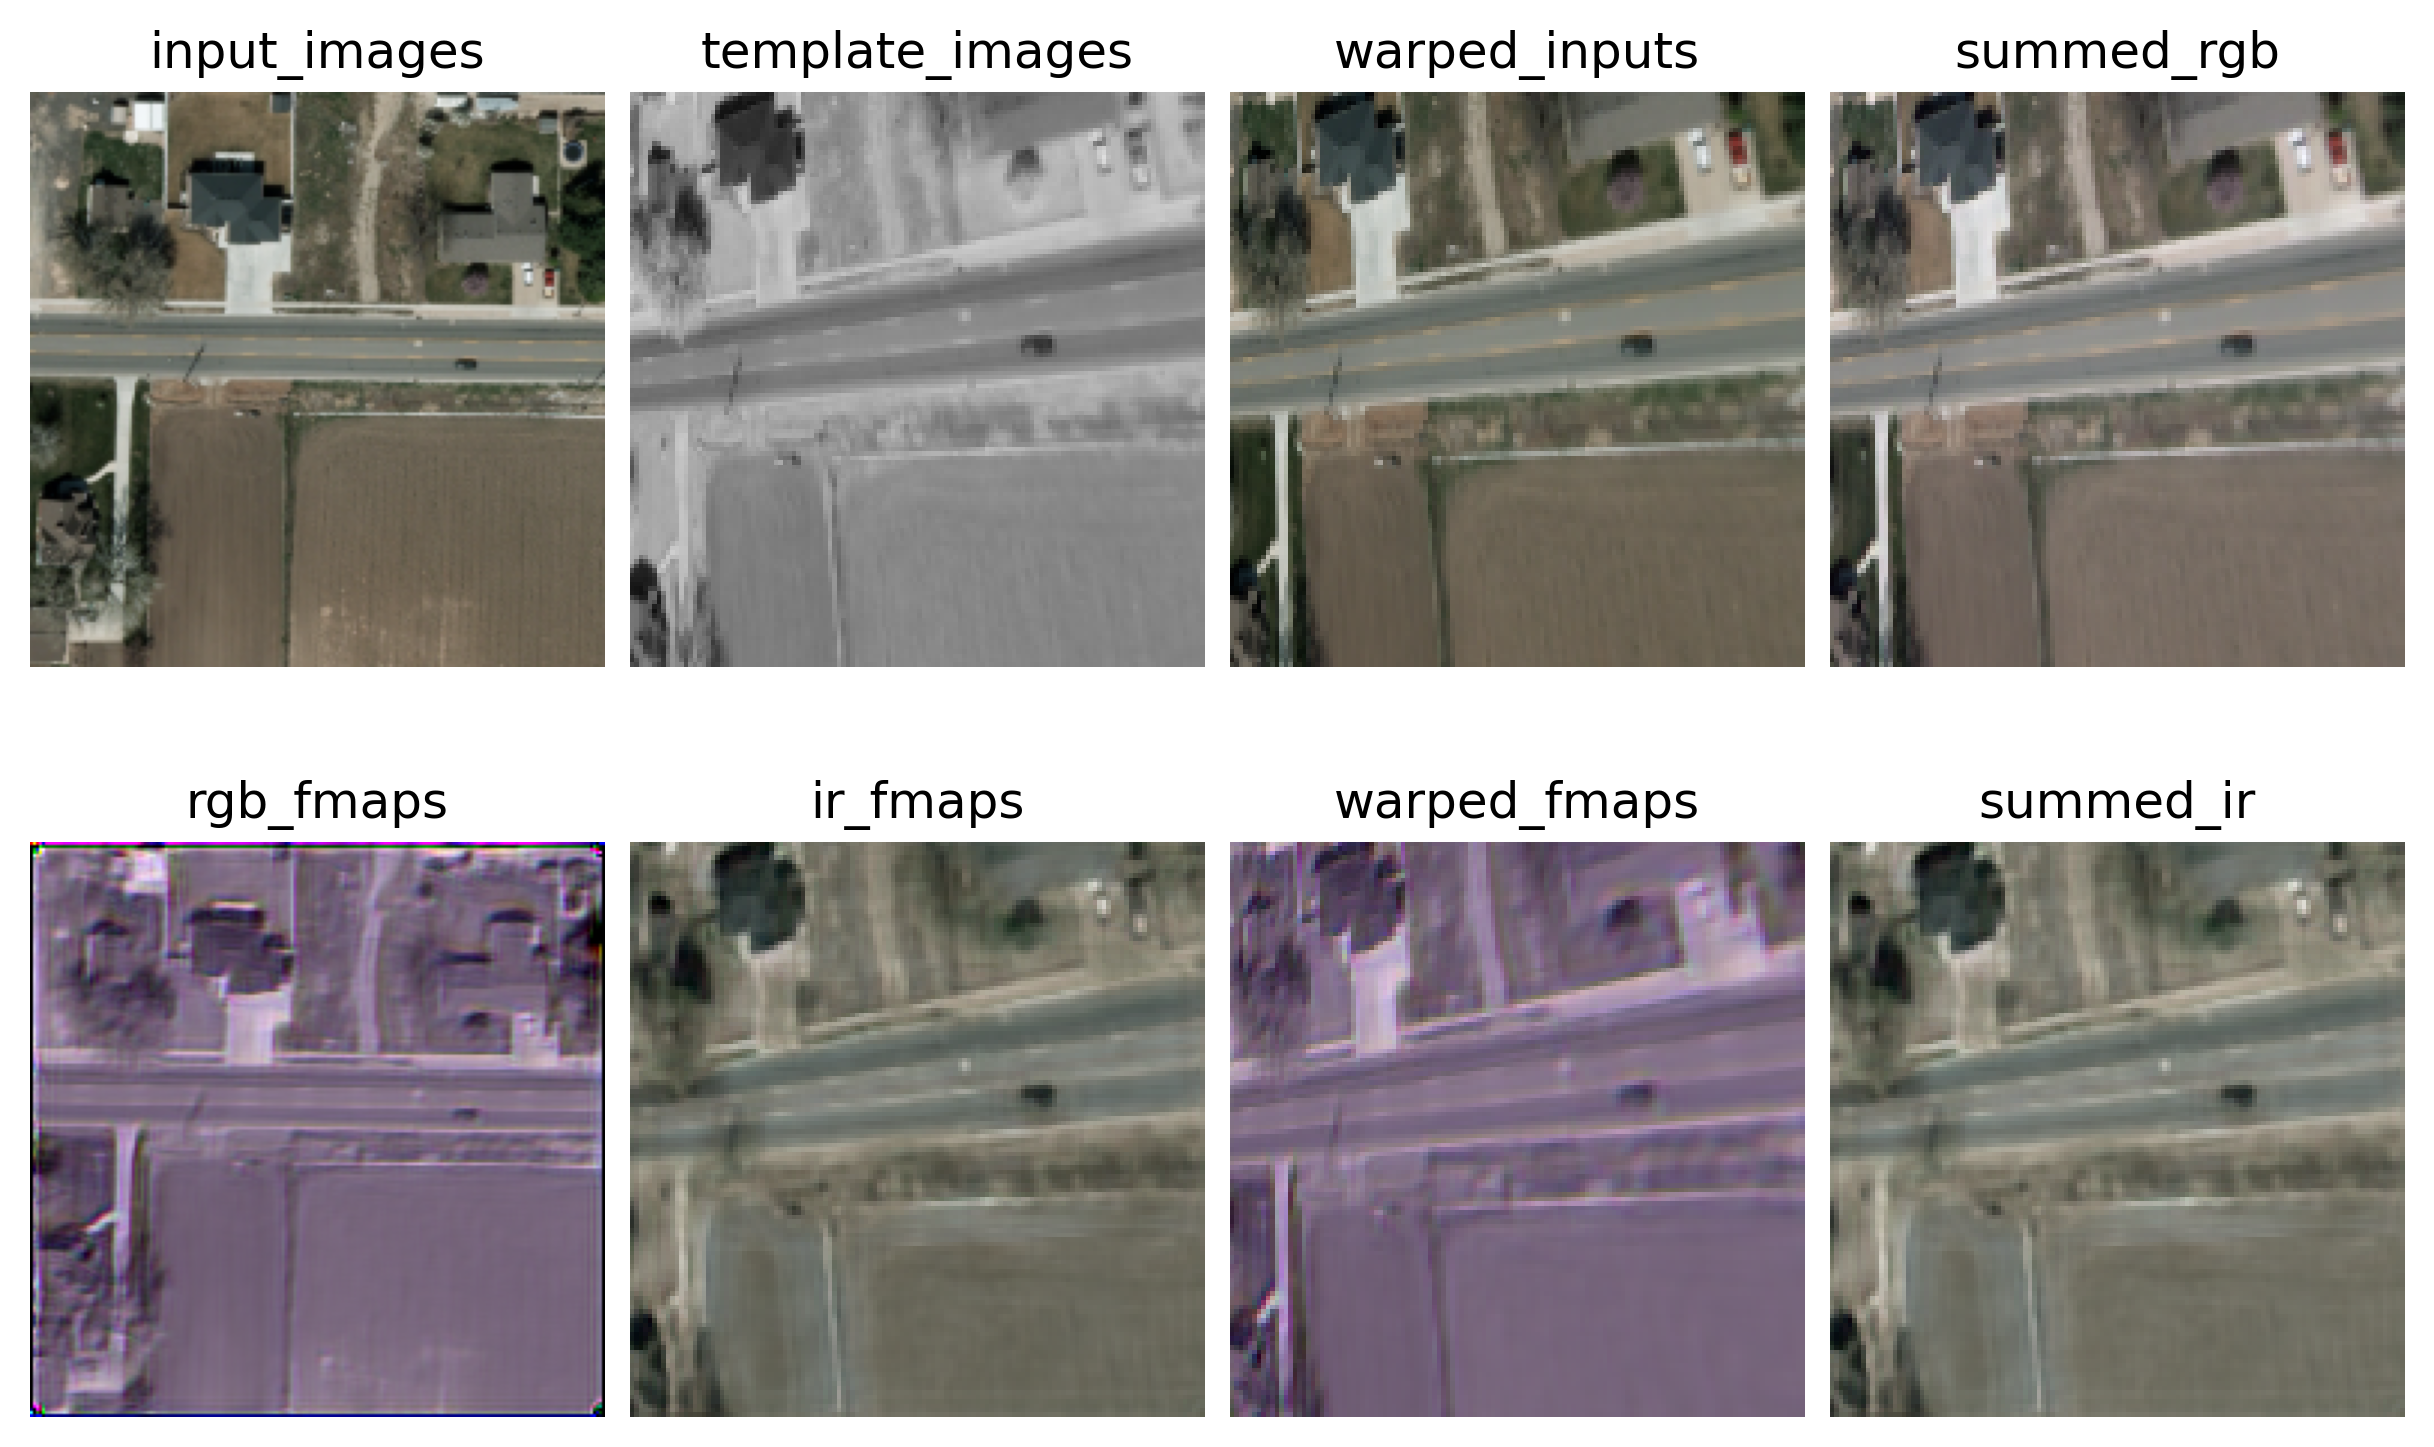 input_images
template_images
warped_inputs
summed_rgb
rgb_fmaps
ir_fmaps
warped_fmaps
summed_ir